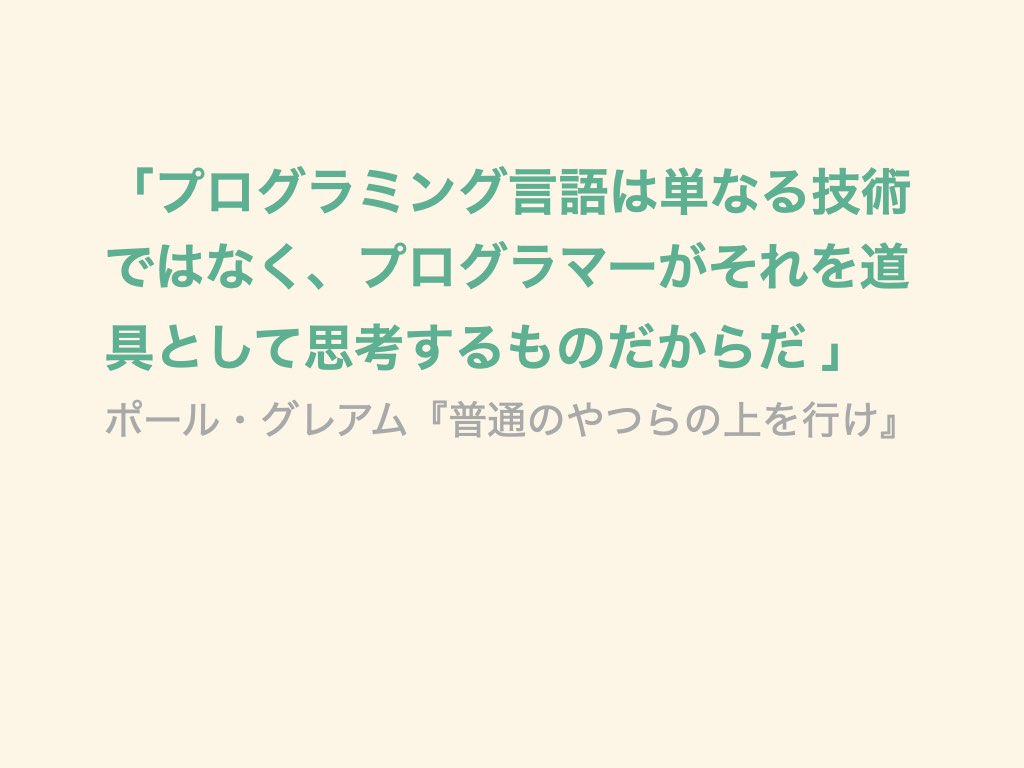 「プログラミング言語は単なる技術
ではなく、プログラマーがそれを道
具として思考するものだからだ 」
ポール・グレアム『普通のやつらの上を行け』